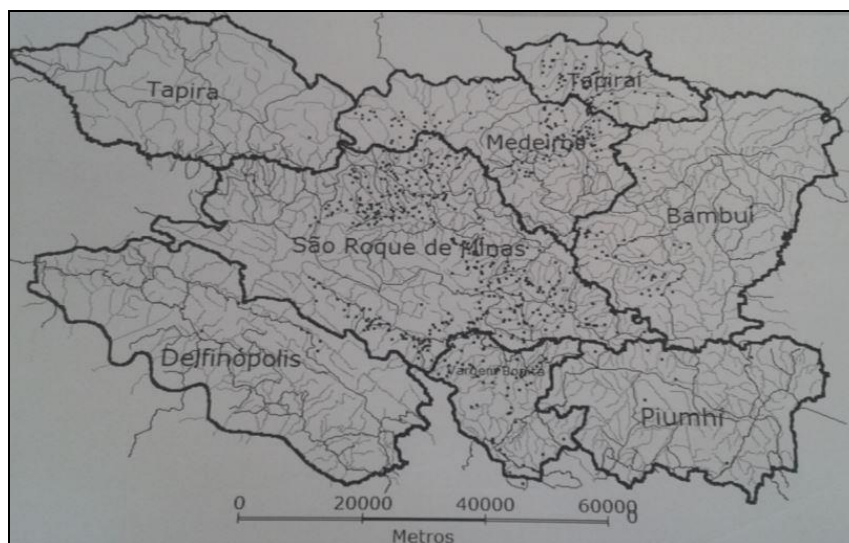 Tapira
Tapiraí
Medeiros
Bambuí
São Roque de Minas
Delfinópolis
Vargem Bonita
Piumhi
0 20000 40000 60000
Metros